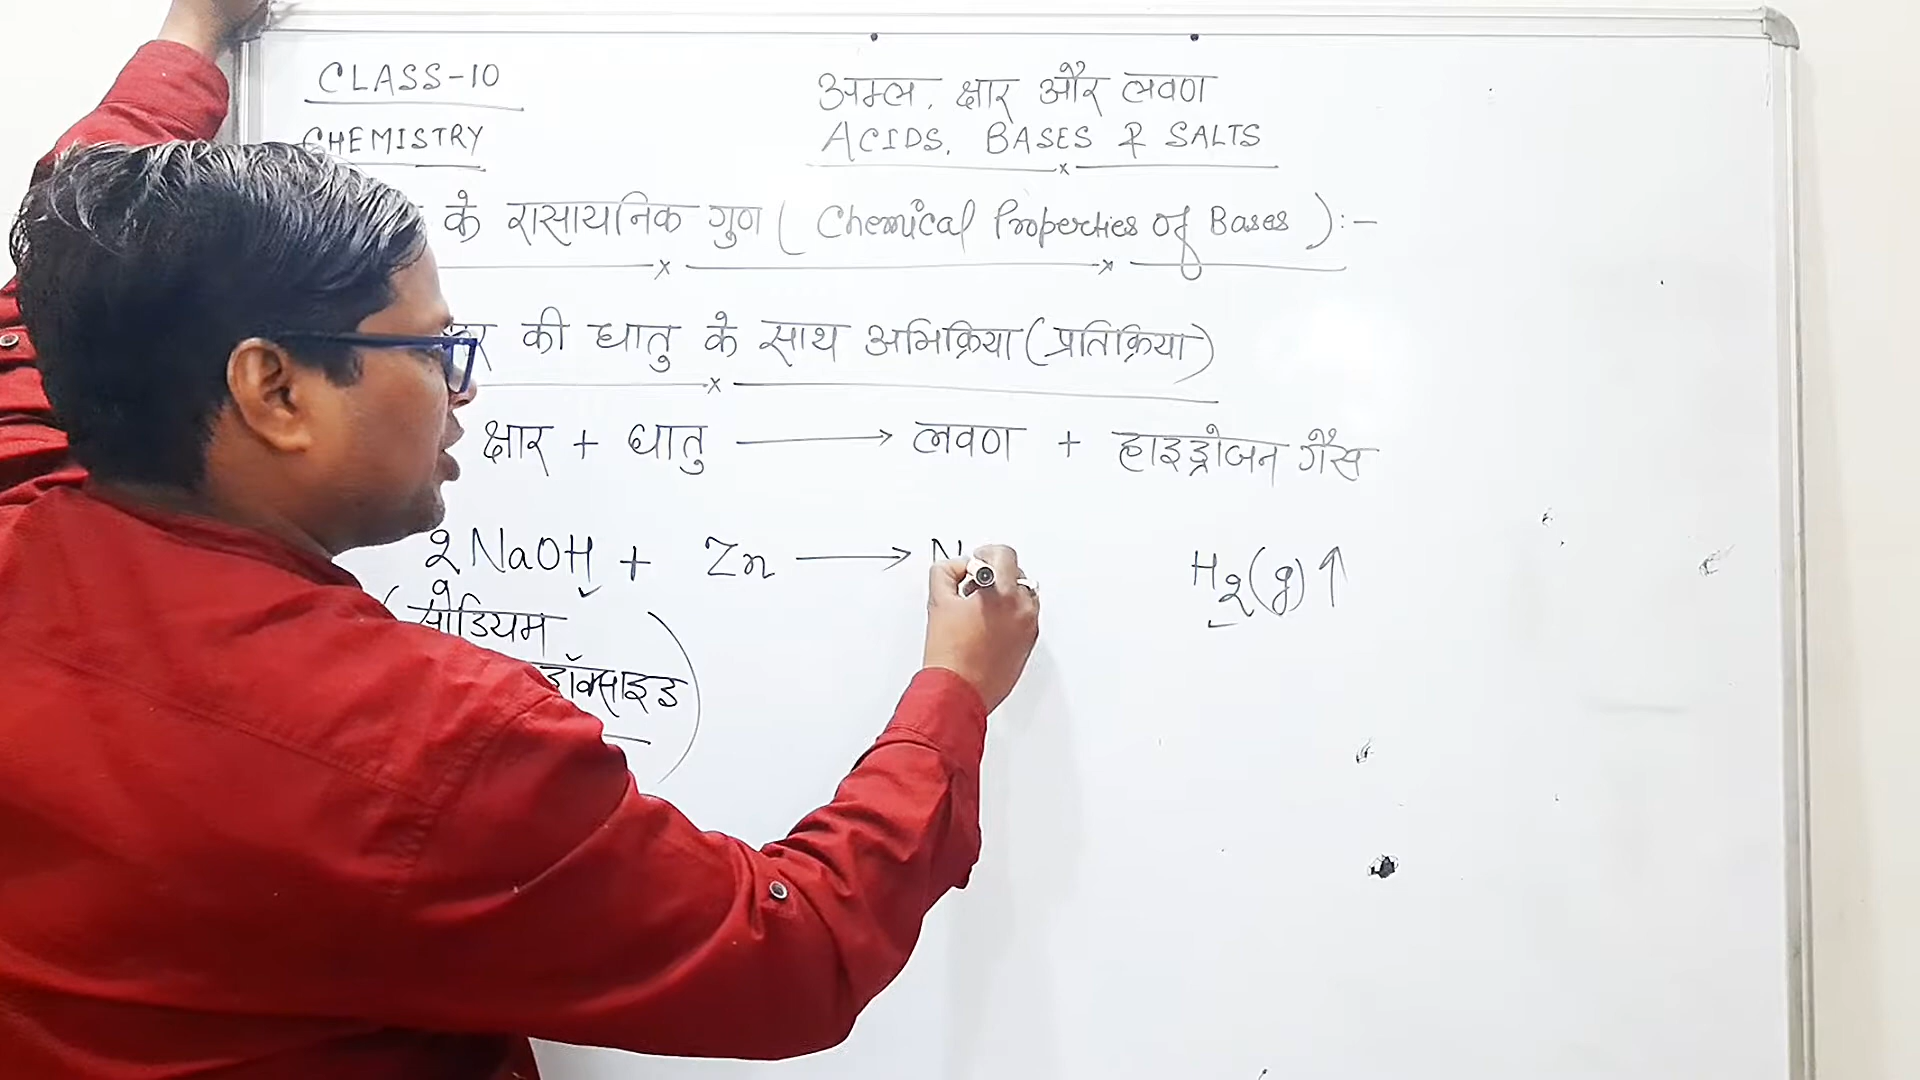 CLASS-10
अम्ल, क्षार और लवण
CHEMISTRY
ACIDS, BASES & SALTS
के रासायनिक गुण ( Chemical Properties of Bases ):-
की धातु के साथ अभिक्रिया (प्रतिक्रिया)
क्षार + धातु ⟶ लवण + हाइड्रोजन गैस
2NaOH + Zn ⟶ N H2(g)↑
(सोडियम